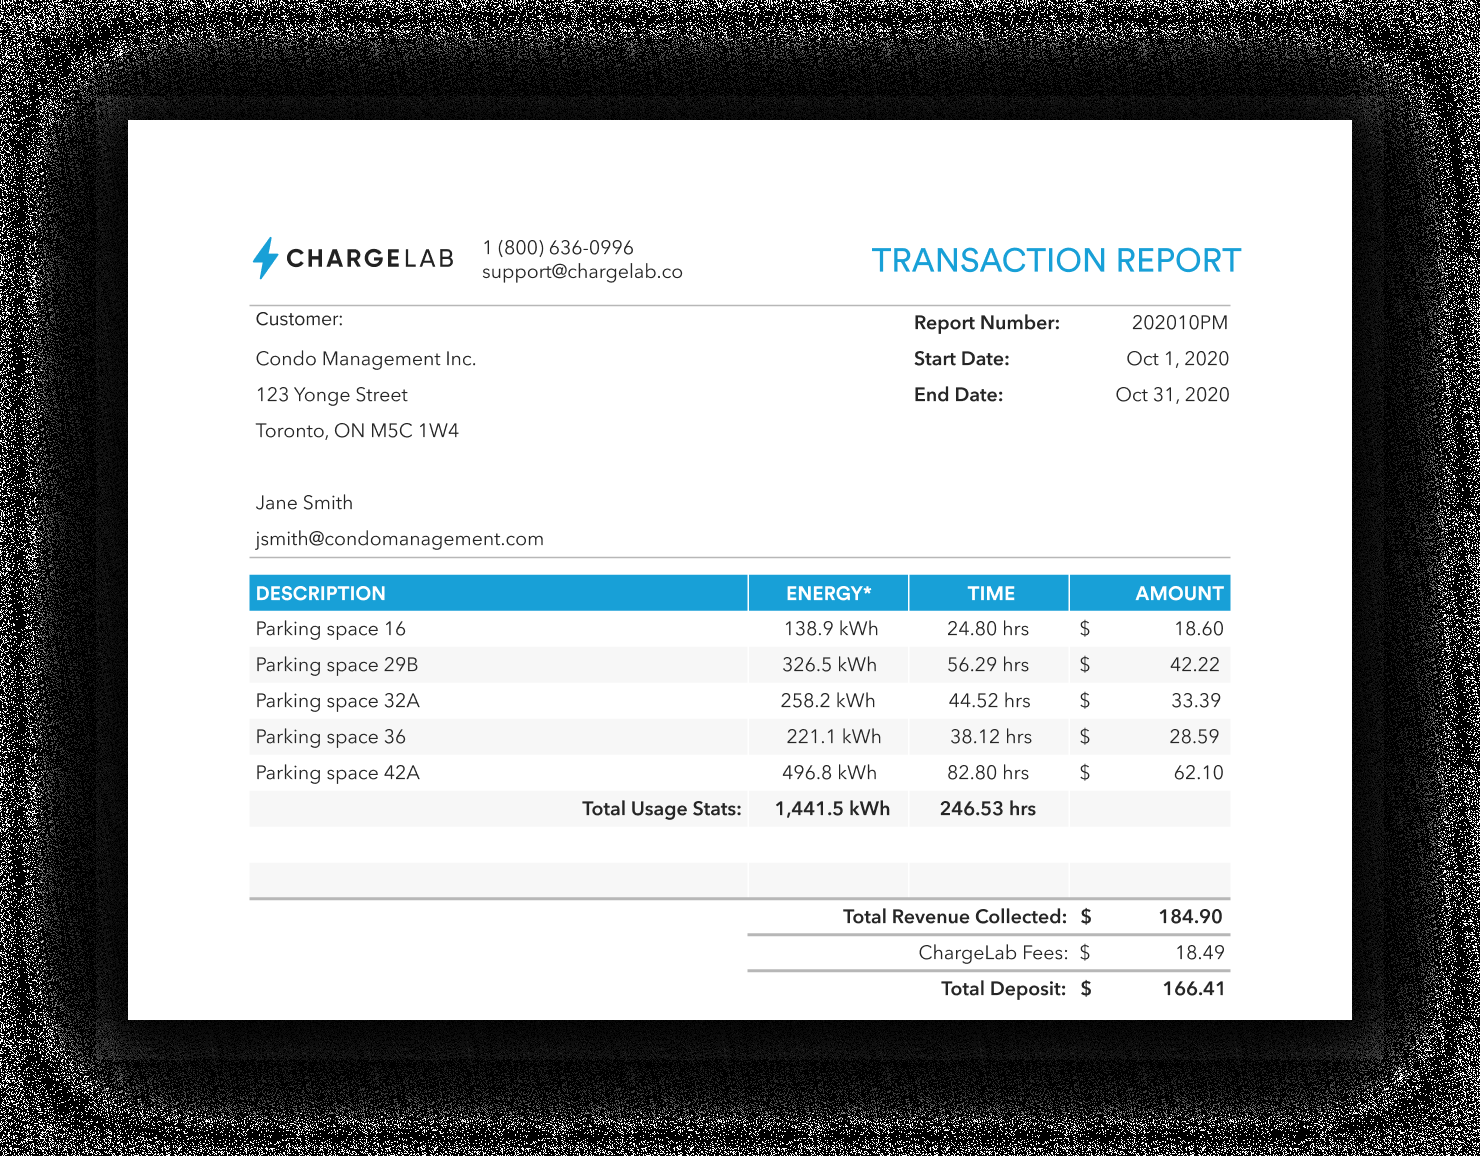 CHARGELAB
1 (800) 636-0996
support@chargelab.co
TRANSACTION REPORT
Customer:
Condo Management Inc.
123 Yonge Street
Toronto, ON M5C 1W4
Jane Smith
jsmith@condomanagement.com
Report Number: 202010PM
Start Date: Oct 1, 2020
End Date: Oct 31, 2020
DESCRIPTION ENERGY* TIME AMOUNT
Parking space 16 138.9 kWh 24.80 hrs $ 18.60
Parking space 29B 326.5 kWh 56.29 hrs $ 42.22
Parking space 32A 258.2 kWh 44.52 hrs $ 33.39
Parking space 36 221.1 kWh 38.12 hrs $ 28.59
Parking space 42A 496.8 kWh 82.80 hrs $ 62.10
Total Usage Stats: 1,441.5 kWh 246.53 hrs
Total Revenue Collected: $ 184.90
ChargeLab Fees: $ 18.49
Total Deposit: $ 166.41